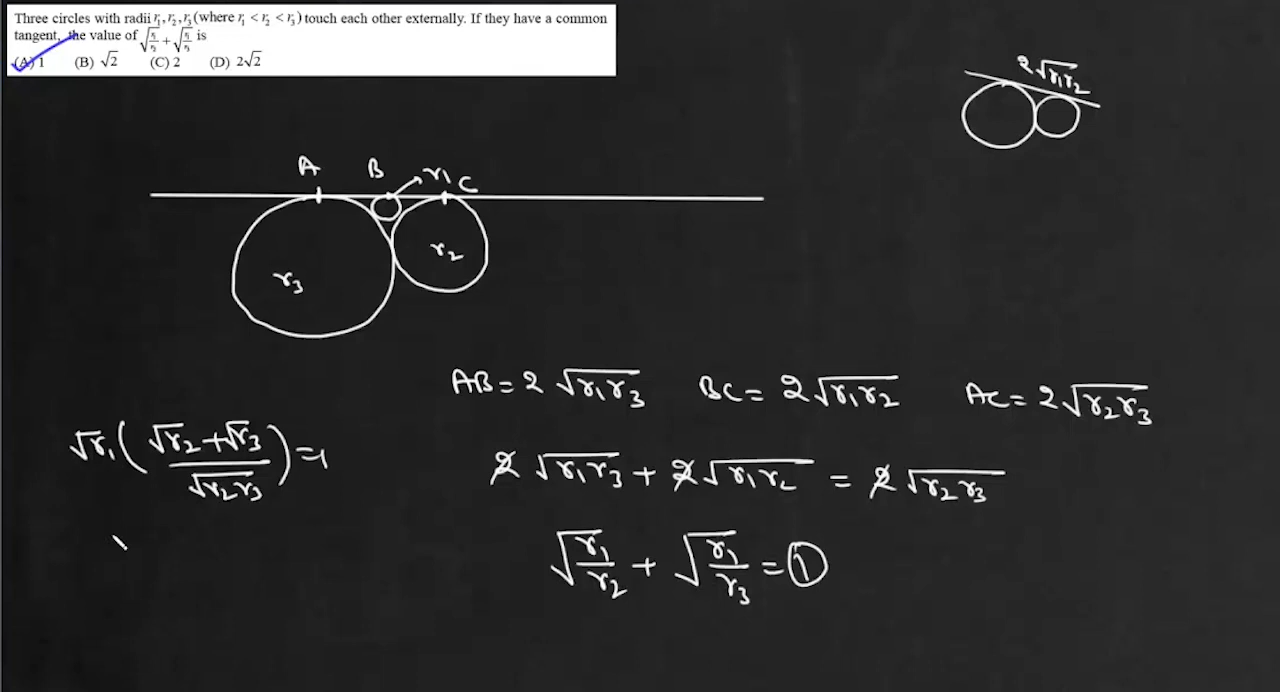 Three circles with radii r₁, r₂, r₃ (where r₁ < r₂ < r₃) touch each other externally. If they have a common
tangent, the value of √(r₁/r₂) + √(r₁/r₃) is
(A) 1 (B) √2 (C) 2 (D) 2√2
2√r₁r₂
A B r₁ C
r₂
r₃
AB = 2√r₁r₃ BC = 2√r₁r₂ AC = 2√r₂r₃
√r₁((√r₂+√r₃)/√r₂r₃) = 1
2√r₁r₃ + 2√r₁r₂ = 2√r₂r₃
√(r₁/r₂) + √(r₁/r₃) = 1